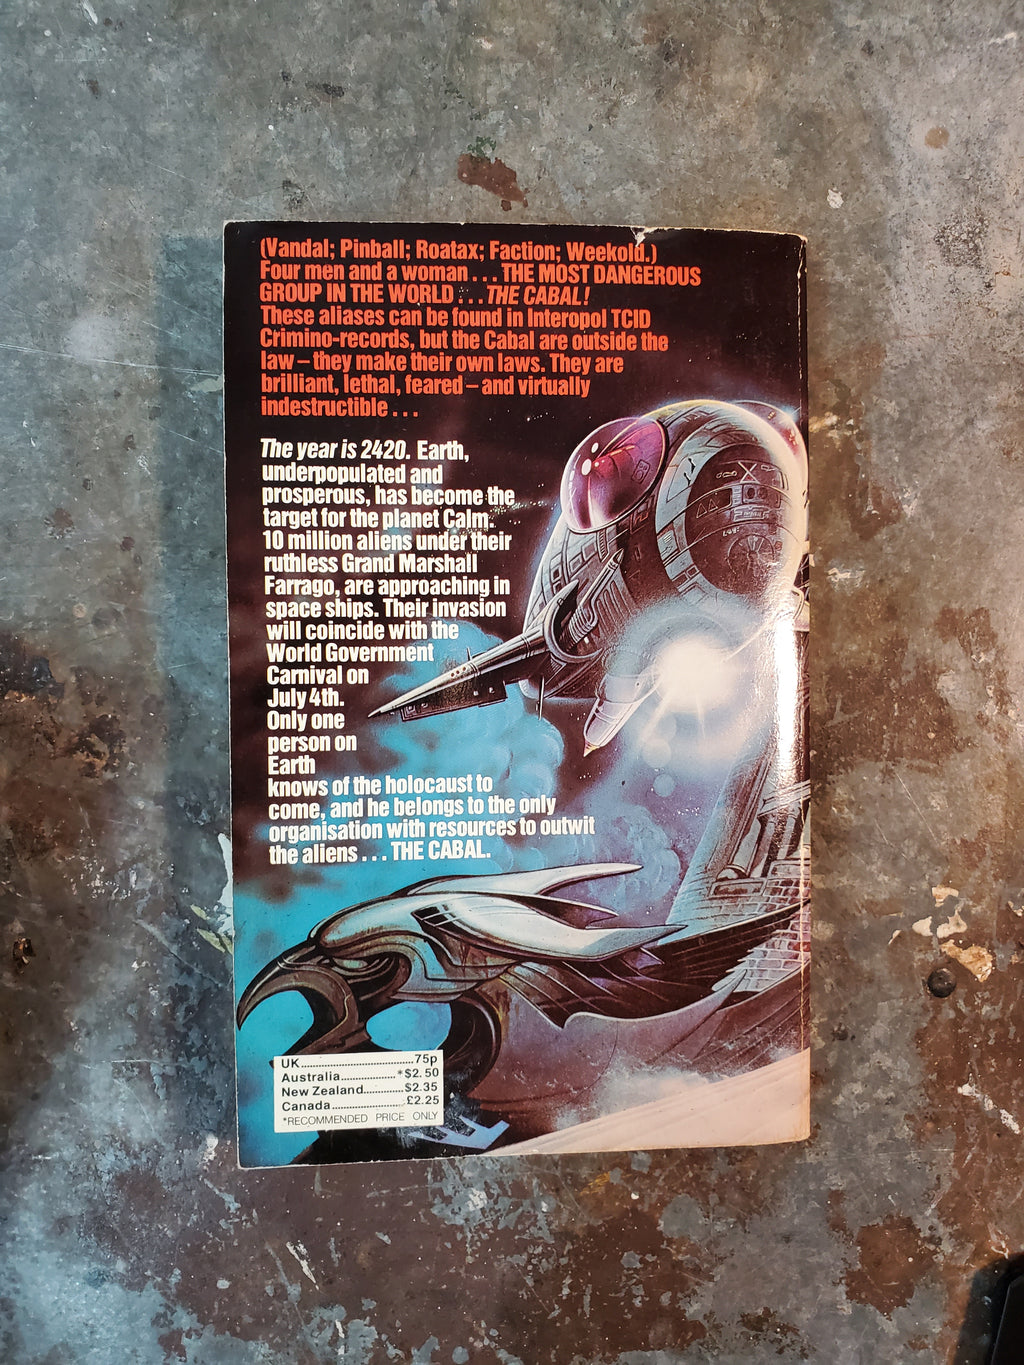 (Vandal; Pinball; Roatax; Faction; Weekold.)
Four men and a woman . . . THE MOST DANGEROUS
GROUP IN THE WORLD . . . THE CABAL!
These aliases can be found in Interopol TCID
Crimino-records, but the Cabal are outside the
law – they make their own laws. They are
brilliant, lethal, feared – and virtually
indestructible . . .
The year is 2420. Earth,
underpopulated and
prosperous, has become the
target for the planet Calm.
10 million aliens under their
ruthless Grand Marshall
Farrago, are approaching in
space ships. Their invasion
will coincide with the
World Government
Carnival on
July 4th.
Only one
person on
Earth
knows of the holocaust to
come, and he belongs to the only
organisation with resources to outwit
the aliens . . . THE CABAL.
UK..............................75p
Australia...............*$2.50
New Zealand..........$2.35
Canada...................£2.25
*RECOMMENDED PRICE ONLY